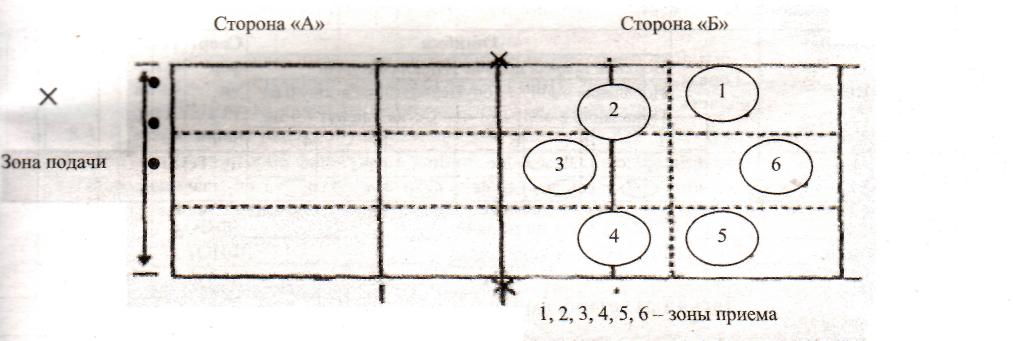 Сторона «А»
Сторона «Б»
1
2
3
6
Зона подачи
4
5
1, 2, 3, 4, 5, 6 – зоны приема